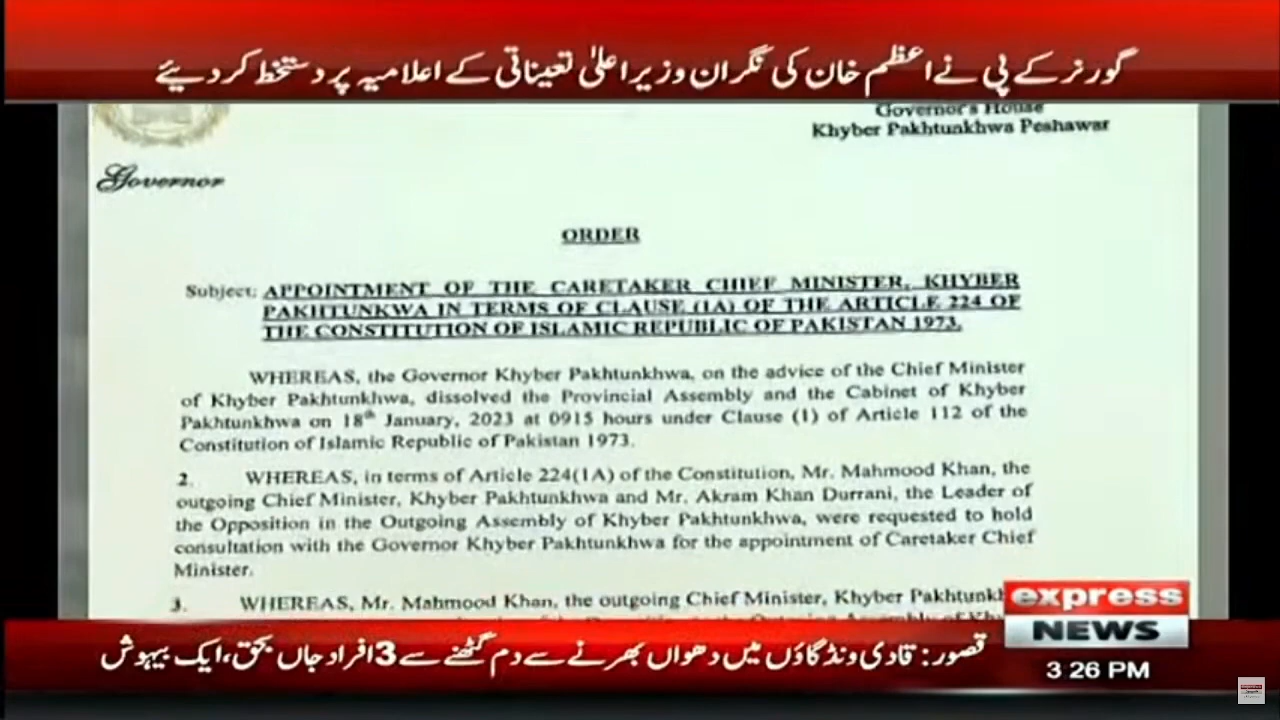 گورنر کے پی نے اعظم خان کی نگران وزیراعلیٰ تعیناتی کے اعلامیہ پر دستخط کردیئے
Governor's House
Khyber Pakhtunkhwa Peshawar
Governor
ORDER
Subject: APPOINTMENT OF THE CARETAKER CHIEF MINISTER, KHYBER
PAKHTUNKWA IN TERMS OF CLAUSE (1A) OF THE ARTICLE 224 OF
THE CONSTITUTION OF ISLAMIC REPUBLIC OF PAKISTAN 1973.
WHEREAS, the Governor Khyber Pakhtunkhwa, on the advice of the Chief Minister
of Khyber Pakhtunkhwa, dissolved the Provincial Assembly and the Cabinet of Khyber
Pakhtunkhwa on 18th January, 2023 at 0915 hours under Clause (1) of Article 112 of the
Constitution of Islamic Republic of Pakistan 1973.
2. WHEREAS, in terms of Article 224(1A) of the Constitution, Mr. Mahmood Khan, the
outgoing Chief Minister, Khyber Pakhtunkhwa and Mr. Akram Khan Durrani, the Leader of
the Opposition in the Outgoing Assembly of Khyber Pakhtunkhwa, were requested to hold
consultation with the Governor Khyber Pakhtunkhwa for the appointment of Caretaker Chief
Minister.
3. WHEREAS, Mr. Mahmood Khan, the outgoing Chief Minister, Khyber
express
NEWS
قصور: قادی ونڈ گاؤں میں دھواں بھرنے سے دم گٹھنے سے 3 افراد جاں بحق، ایک بیہوش
3:26 PM